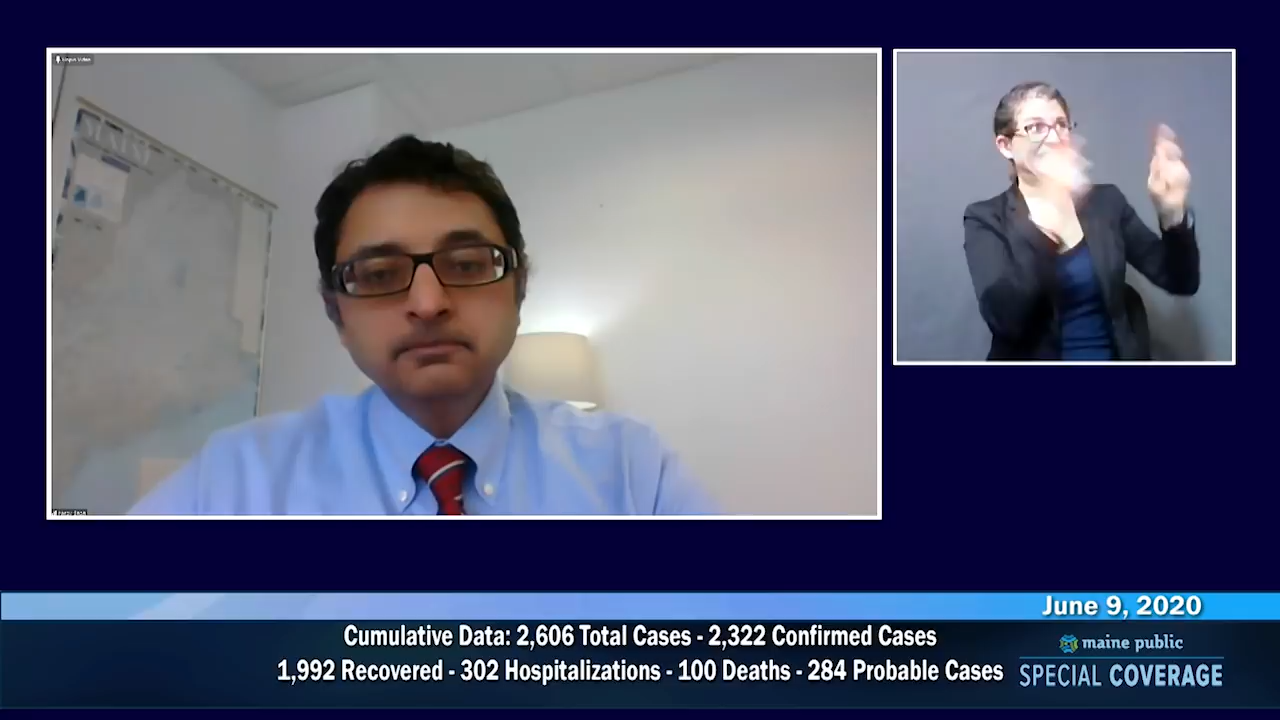 MAINE
June 9, 2020
Cumulative Data: 2,606 Total Cases - 2,322 Confirmed Cases
1,992 Recovered - 302 Hospitalizations - 100 Deaths - 284 Probable Cases
maine public
SPECIAL COVERAGE